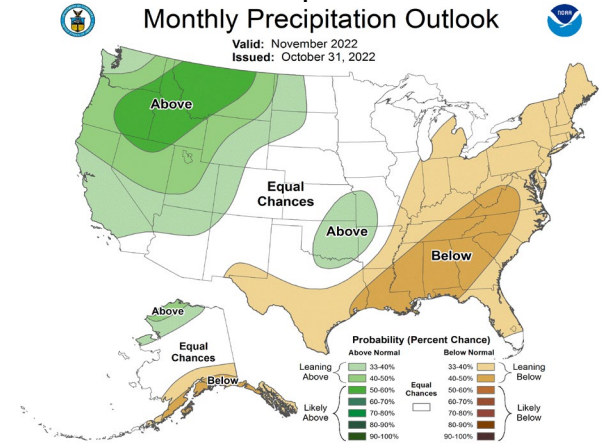 Monthly Precipitation Outlook
Valid: November 2022
Issued: October 31, 2022
NOAA
Above
Equal
Chances
Above
Below
Above
Equal
Chances
Below
Probability (Percent Chance)
Above Normal
Below Normal
Leaning
Above
33-40%
40-50%
Likely
Above
50-60%
60-70%
70-80%
80-90%
90-100%
Equal
Chances
33-40%
40-50%
Leaning
Below
50-60%
60-70%
70-80%
80-90%
90-100%
Likely
Below